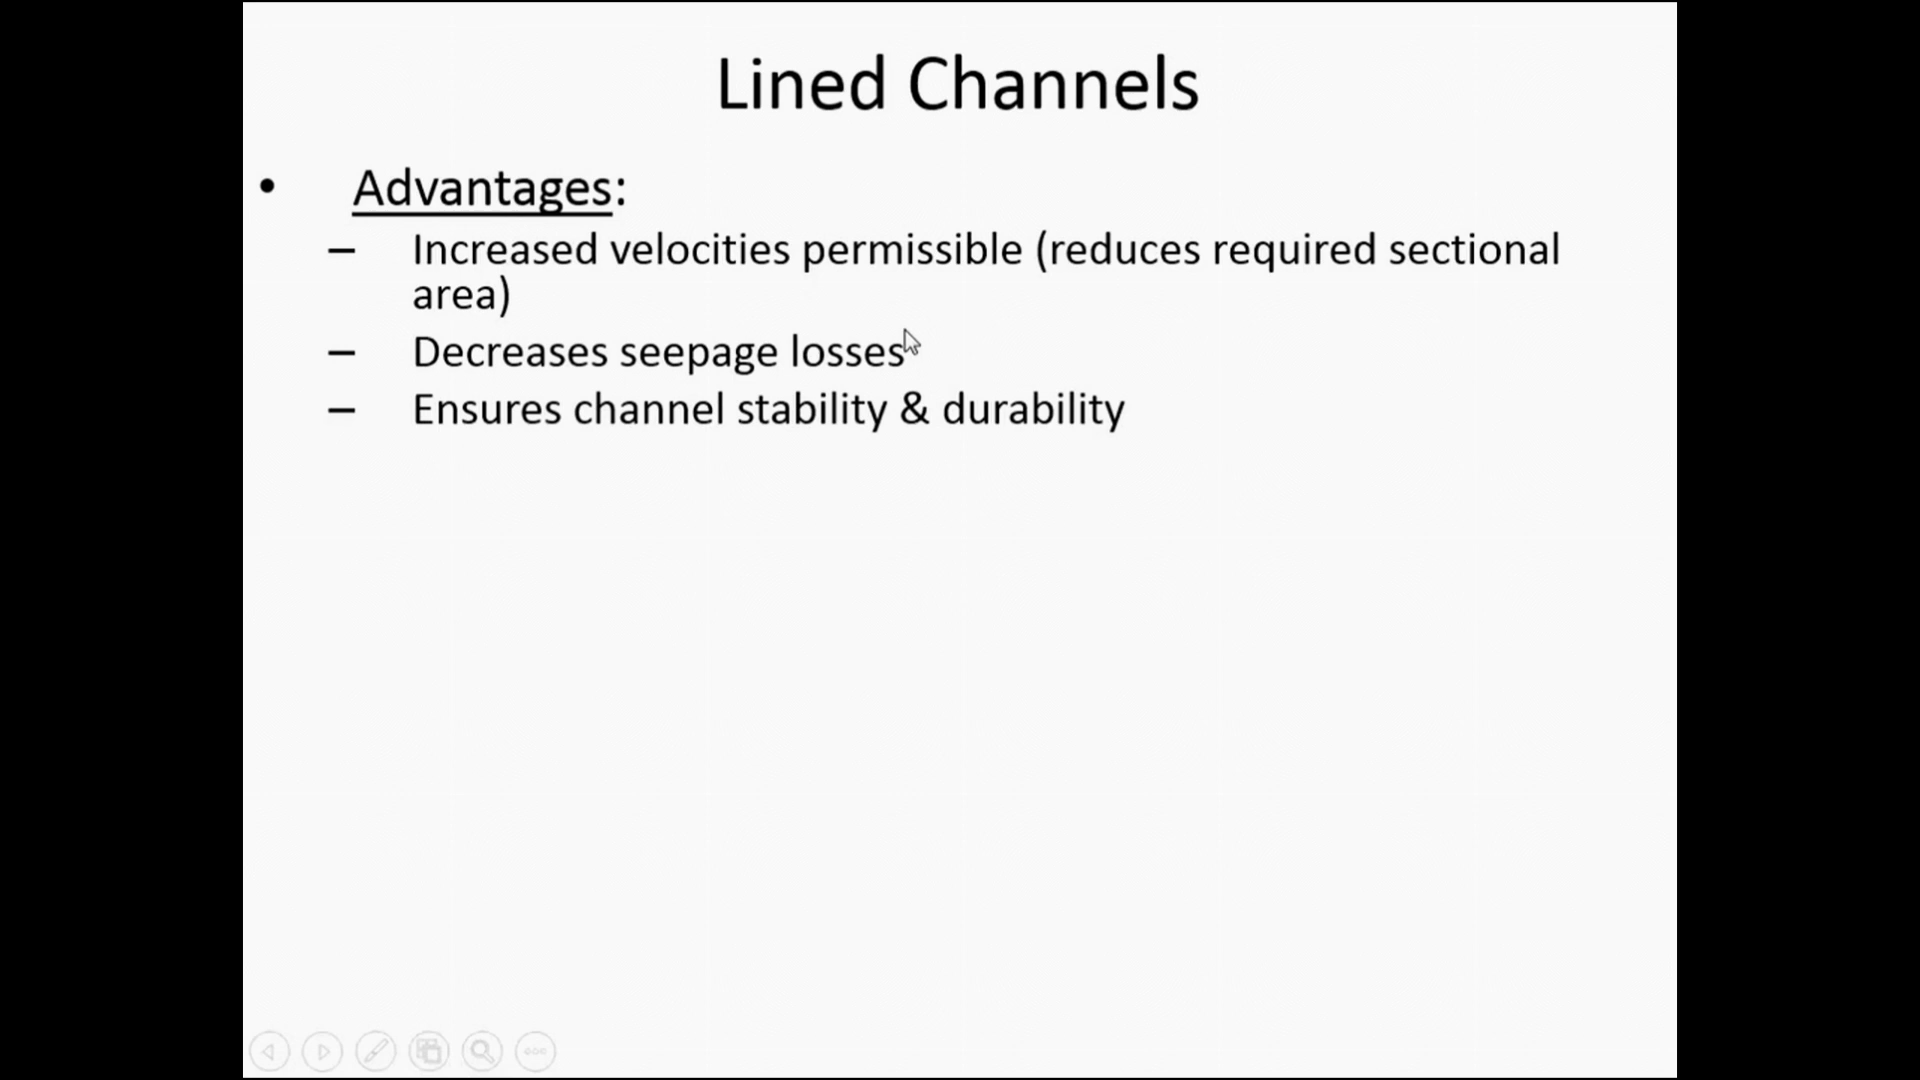 Lined Channels
• Advantages:
– Increased velocities permissible (reduces required sectional
area)
– Decreases seepage losses
– Ensures channel stability & durability